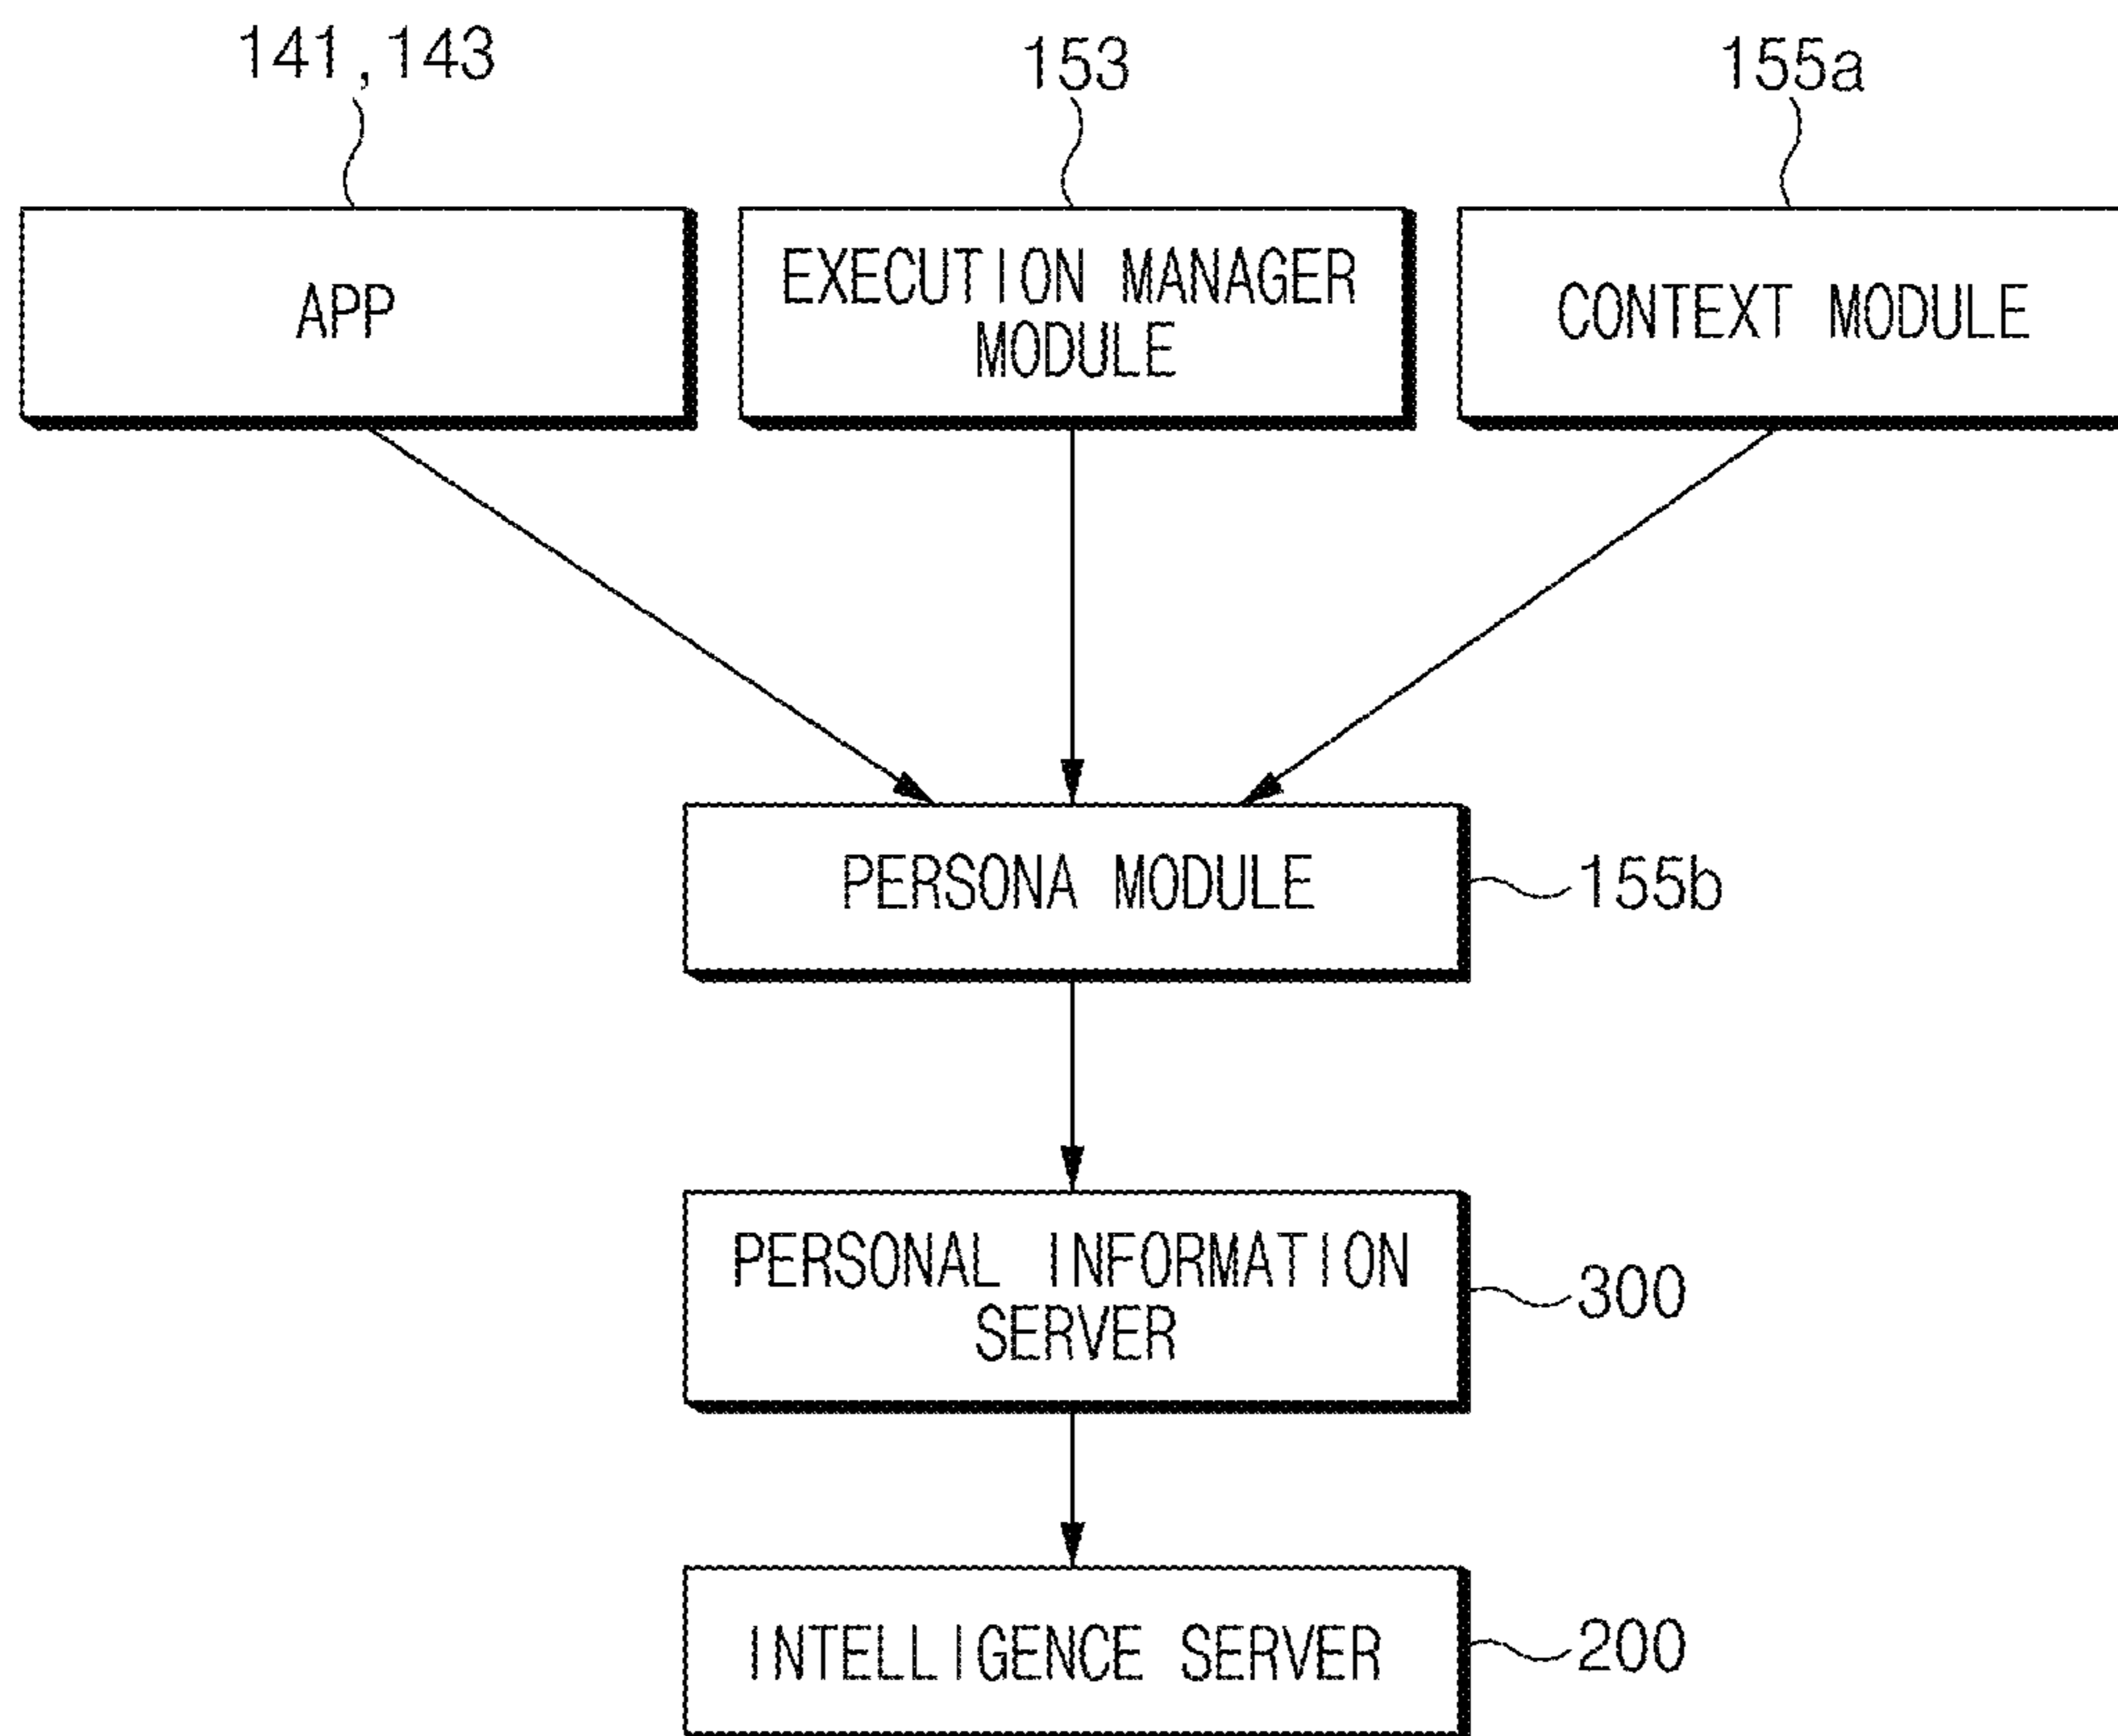 141, 143
153
155a
APP
EXECUTION MANAGER
MODULE
CONTEXT MODULE
PERSONA MODULE
155b
PERSONAL INFORMATION
SERVER
300
INTELLIGENCE SERVER
200